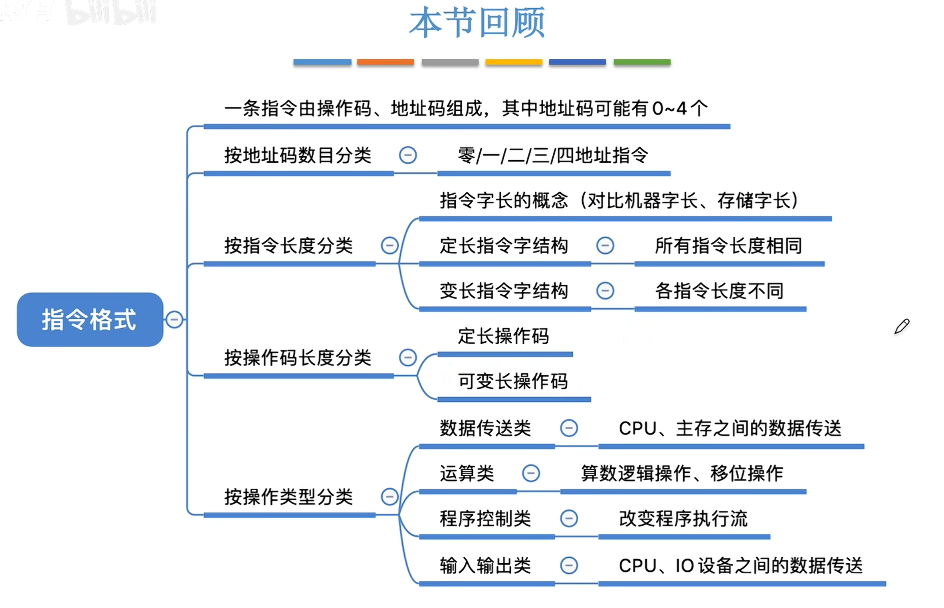 bilibili
本节回顾
一条指令由操作码、地址码组成，其中地址码可能有0~4个
按地址码数目分类
零/一/二/三/四地址指令
指令字长的概念（对比机器字长、存储字长）
按指令长度分类
定长指令字结构
所有指令长度相同
变长指令字结构
各指令长度不同
指令格式
定长操作码
按操作码长度分类
可变长操作码
数据传送类
CPU、主存之间的数据传送
运算类
算数逻辑操作、移位操作
按操作类型分类
程序控制类
改变程序执行流
输入输出类
CPU、IO设备之间的数据传送